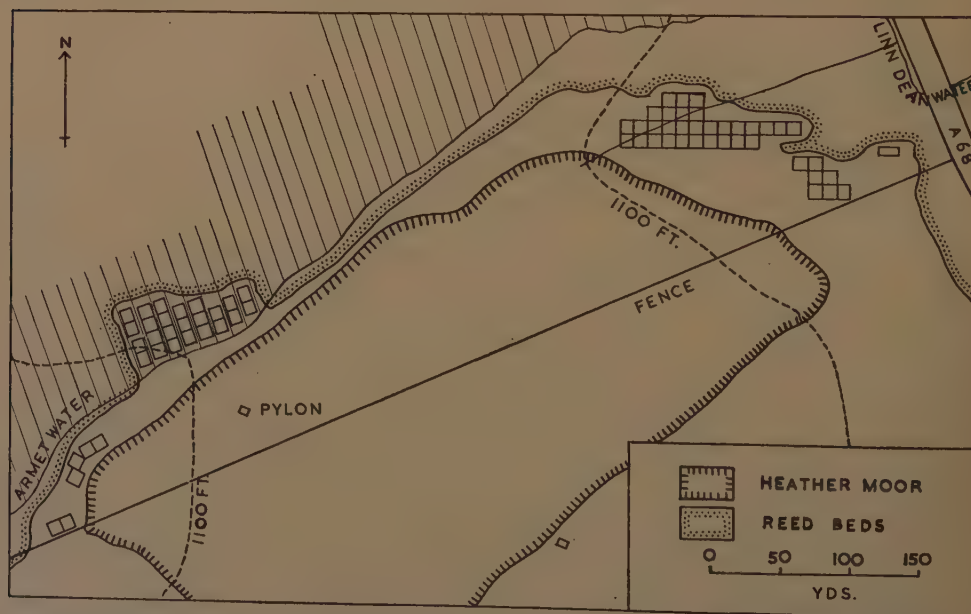 N
LINN DEAN WATER
A 68
1100 FT.
FENCE
PYLON
ARMET WATER
1100 FT.
HEATHER MOOR
REED BEDS
0 50 100 150
YDS.